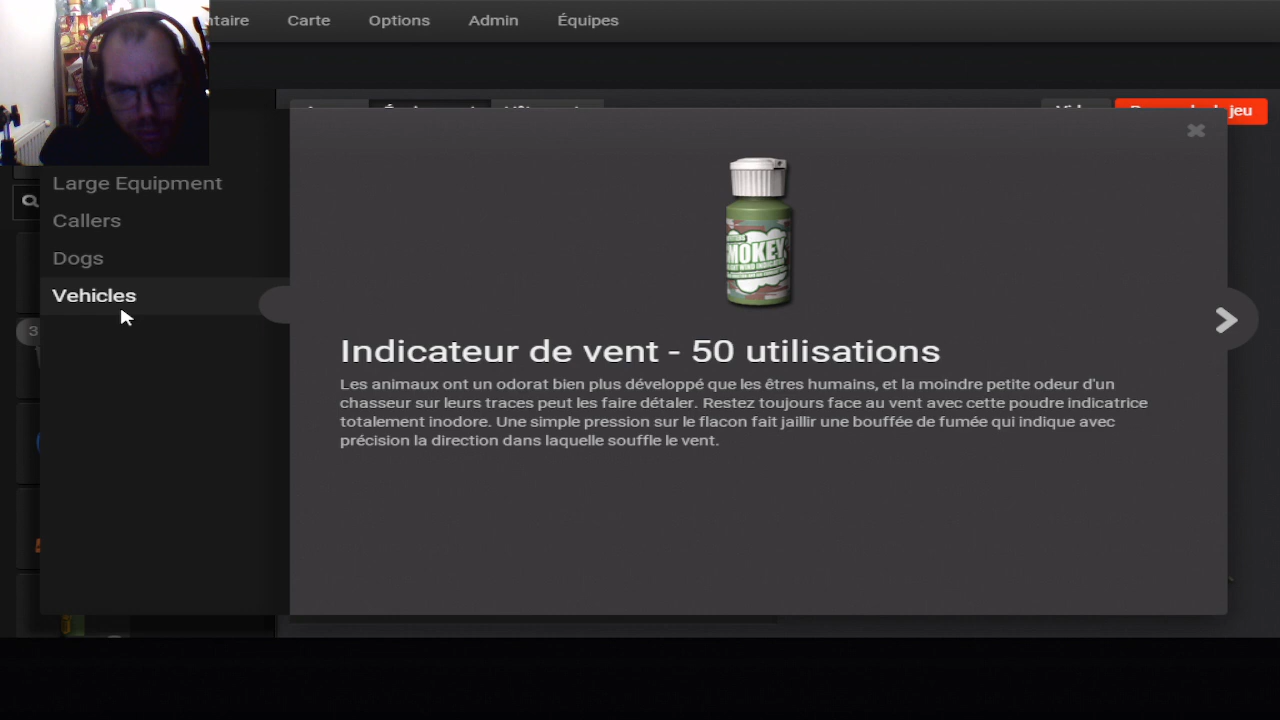 Carte
Options
Admin
Équipes
Large Equipment
Callers
Dogs
Vehicles
3
MOKEY
Indicateur de vent - 50 utilisations
Les animaux ont un odorat bien plus développé que les êtres humains, et la moindre petite odeur d'un
chasseur sur leurs traces peut les faire détaler. Restez toujours face au vent avec cette poudre indicatrice
totalement inodore. Une simple pression sur le flacon fait jaillir une bouffée de fumée qui indique avec
précision la direction dans laquelle souffle le vent.